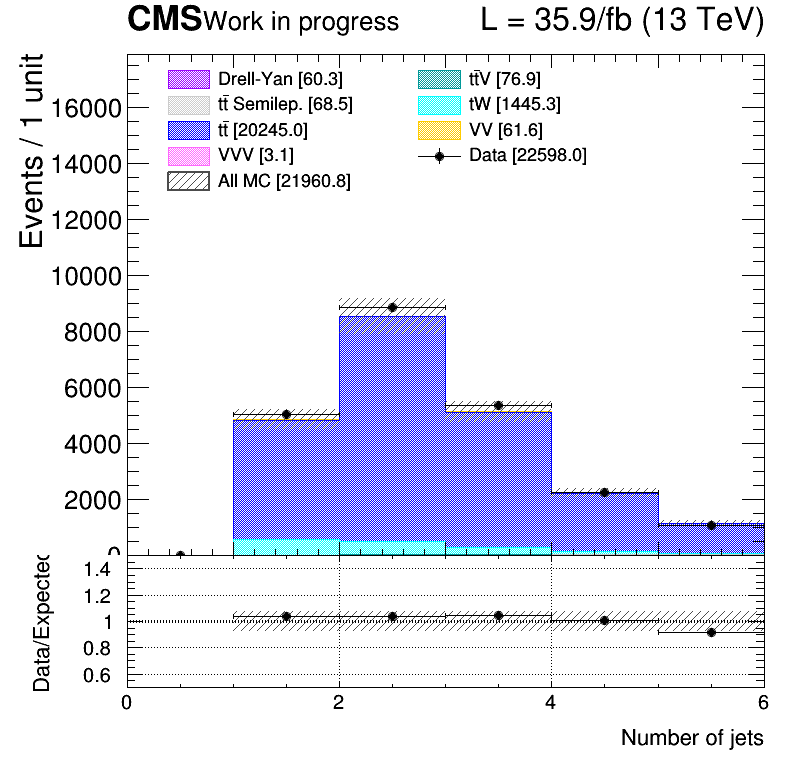 CMS Work in progress L = 35.9/fb (13 TeV)
Events / 1 unit
Drell-Yan [60.3]
tt̄ Semilep. [68.5]
tt̄ [20245.0]
VVV [3.1]
All MC [21960.8]
tt̄V [76.9]
tW [1445.3]
VV [61.6]
Data [22598.0]
16000
14000
12000
10000
8000
6000
4000
2000
0
Data/Expected
1.4
1.2
1
0.8
0.6
0 2 4 6
Number of jets